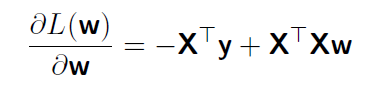 ∂L(w)/∂w = −X⊤y + X⊤Xw